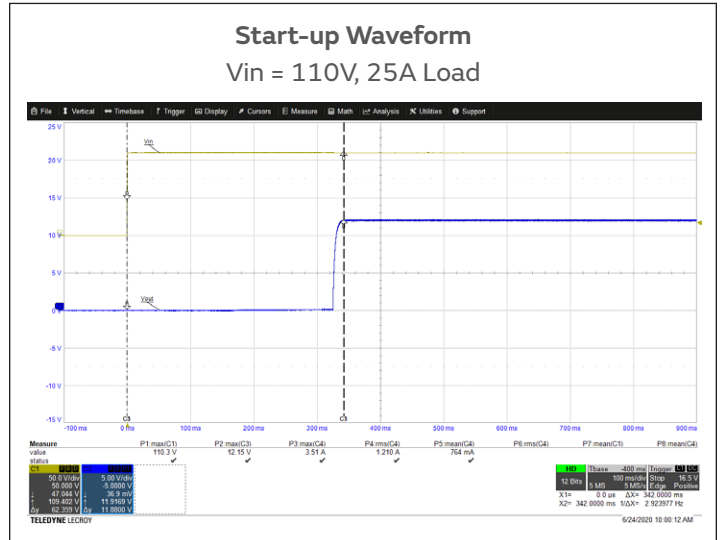 Start-up Waveform
Vin = 110V, 25A Load
File Vertical Timebase Trigger Display Cursors Measure Math Analysis Utilities Support
25 V
Vin
20 V
15 V
10 V
5 V
Vout
0 V
-5 V
-10 V
-15 V
C3 C3
-100 ms 0 ms 100 ms 200 ms 300 ms 400 ms 500 ms 600 ms 700 ms 800 ms 900 ms
Measure P1:max(C1) P2:max(C3) P3:max(C4) P4:rms(C4) P5:mean(C4) P6:rms(C4) P7:mean(C1) P8:mean(C4)
value 110.3 V 12.15 V 3.51 A 1.210 A 764 mA
status
C1
50.0 V/div 5.00 V/div
50.000 V -5.0000 V
47.044 V 36.9 mV
109.402 V 11.9169 V
Δy 62.359 V Δy 11.8800 V
HD Tbase -400 ms Trigger C1 DC
12 Bits 100 ms/div Stop 16.5 V
5 MS 5 MS/s Edge Positive
X1= 0.0 µs ΔX= 342.0000 ms
X2= 342.0000 ms 1/ΔX= 2.923977 Hz
TELEDYNE LECROY 6/24/2020 10:00:12 AM